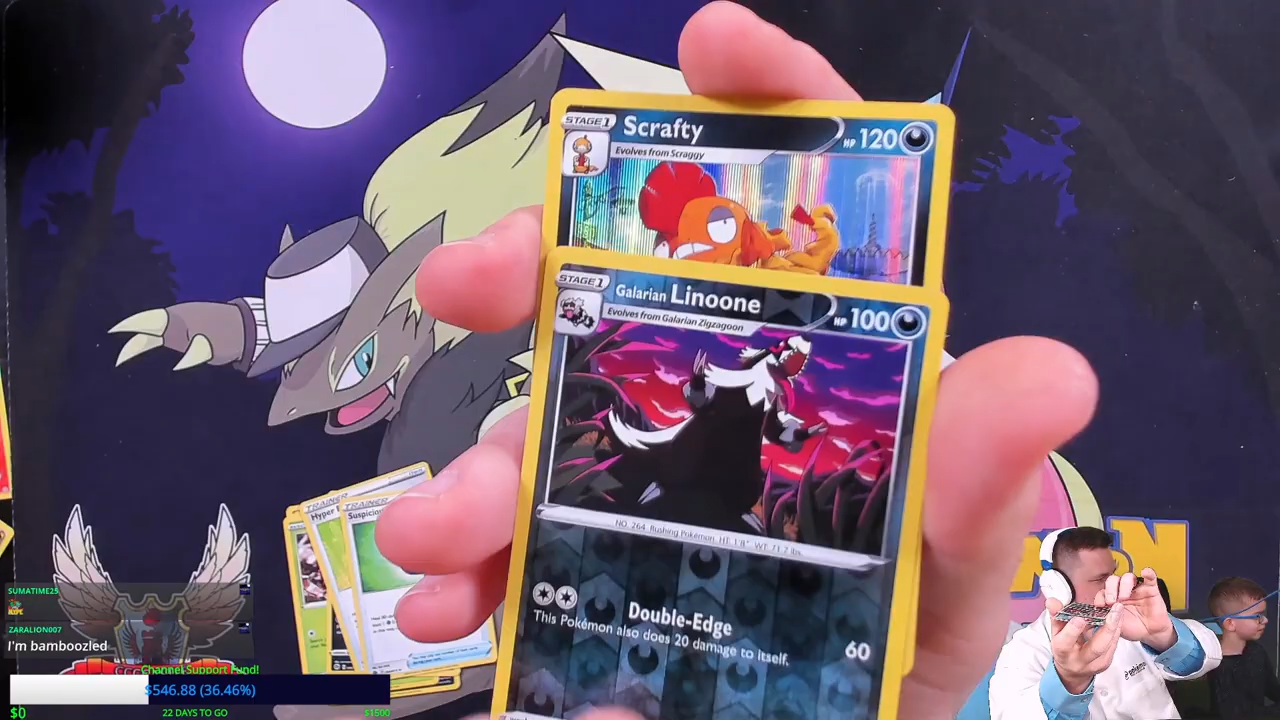 STAGE 1
Scrafty
HP 120
Evolves from Scraggy
STAGE 1
Galarian Linoone
HP 100
Evolves from Galarian Zigzagoon
NO. 264 Rushing Pokémon HT: 1'8" WT: 71.7 lbs.
Double-Edge
60
This Pokémon also does 20 damage to itself.
TRAINER
Hyper
TRAINER
Suspicio
SUMATIME25
HYPE
ZARALION007
I'm bamboozled
Channel Support Fund!
$546.88 (36.46%)
$0
22 DAYS TO GO
$1500